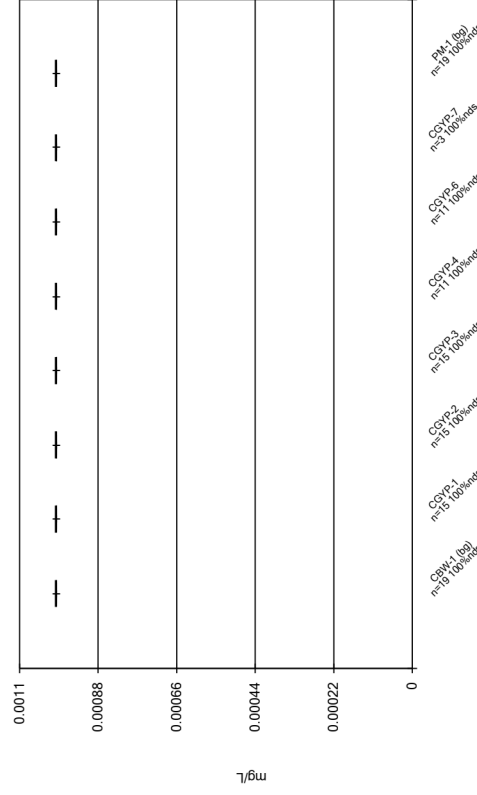 0.0011
0.00088
0.00066
0.00044
0.00022
0
mg/L
CBW-1 (bg)
n=19 100%nds
CGYP-1
n=15 100%nds
CGYP-2
n=15 100%nds
CGYP-3
n=15 100%nds
CGYP-4
n=11 100%nds
CGYP-6
n=11 100%nds
CGYP-7
n=3 100%nds
PM-1 (bg)
n=19 100%nds